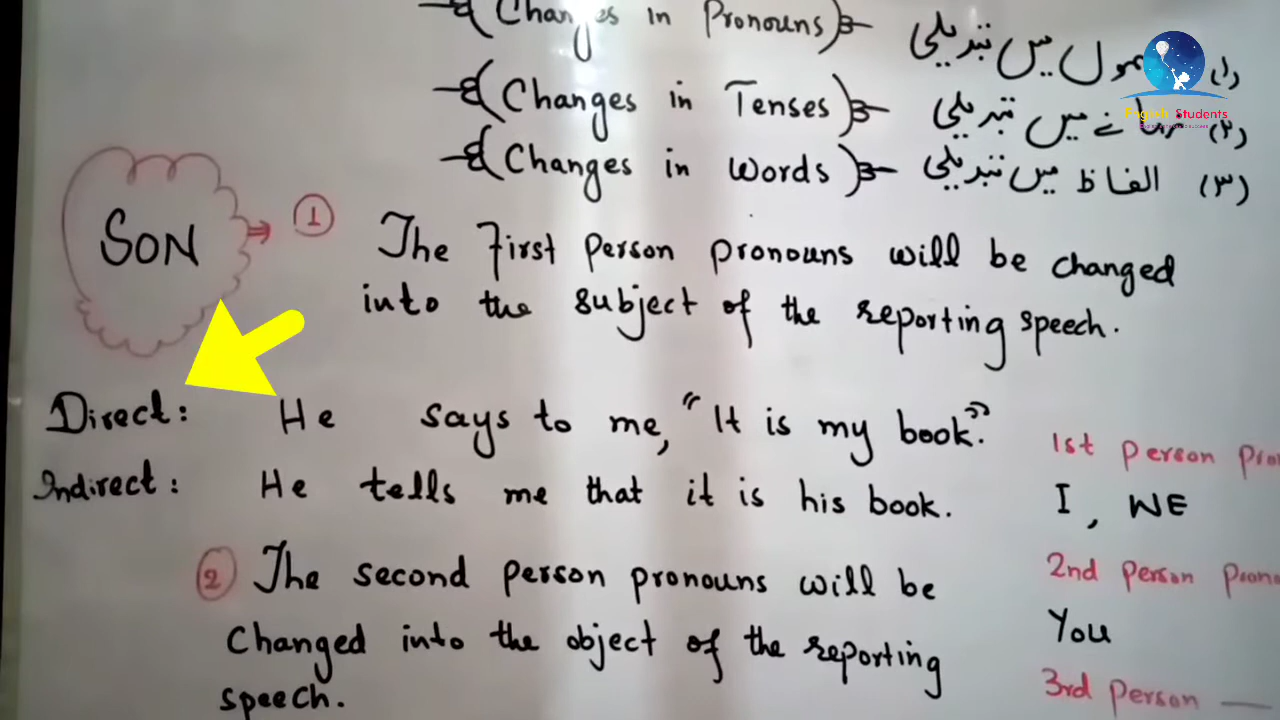 (Changes in Pronouns) میں تبدیلی (۱)
(Changes in Tenses) میں تبدیلی (۲)
(Changes in Words) الفاظ میں تبدیلی (۳)
English Students
SON ⇒ ① The First person pronouns will be changed
into the subject of the reporting speech.
Direct: He says to me, "It is my book."
Indirect: He tells me that it is his book.
1st person
I, WE
② The second person pronouns will be
Changed into the object of the reporting
speech.
2nd person
You
3rd person —